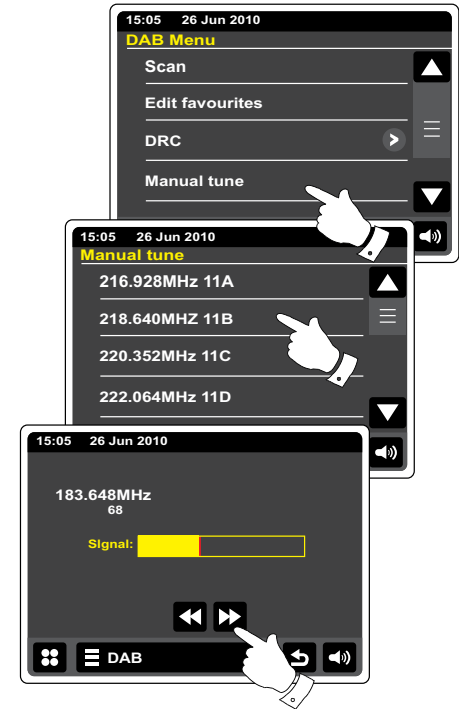 15:05 26 Jun 2010
DAB Menu
Scan
Edit favourites
DRC
Manual tune
15:05 26 Jun 2010
Manual tune
216.928MHz 11A
218.640MHZ 11B
220.352MHz 11C
222.064MHz 11D
15:05 26 Jun 2010
183.648MHz
68
SIgnal:
DAB